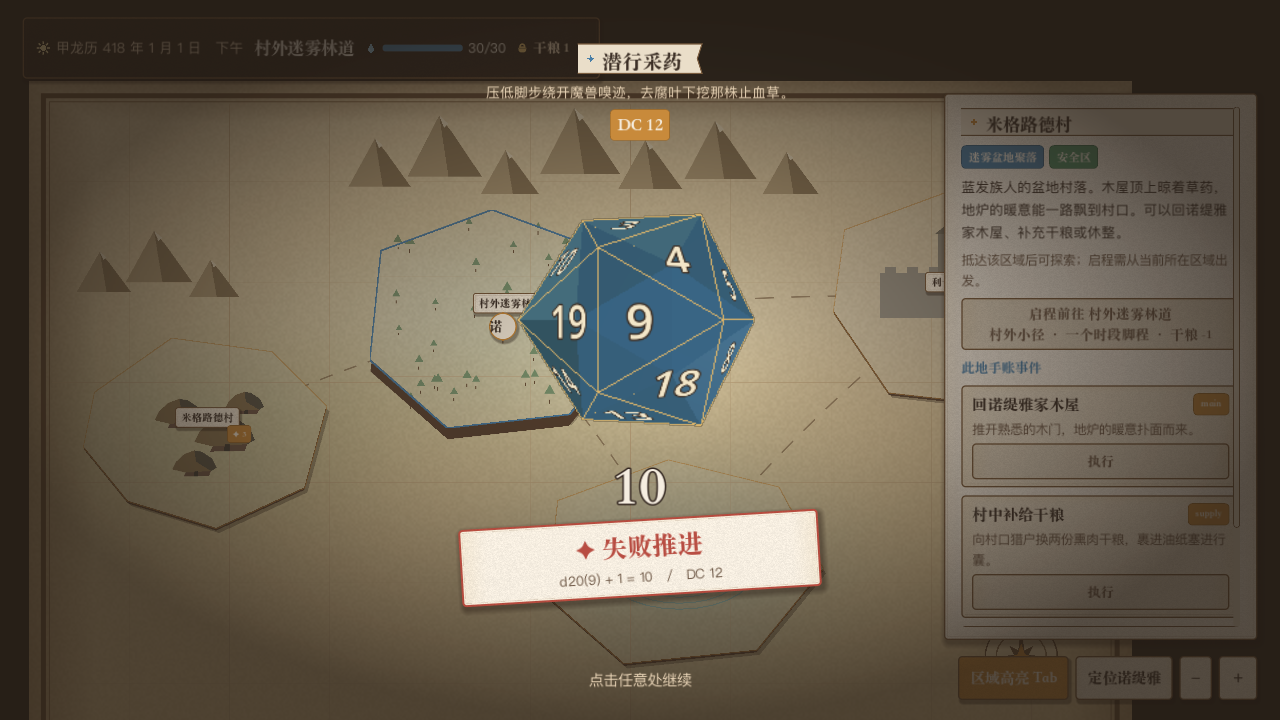 甲龙历 418 年 1 月 1 日 下午 村外迷雾林道 30/30 干粮 1
潜行采药
压低脚步绕开魔兽嗅迹，去腐叶下挖那株止血草。
DC 12
4
19
9
18
村外迷雾林
诺
利
米格路德村
10
失败推进
d20(9) + 1 = 10 / DC 12
点击任意处继续
米格路德村
迷雾盆地聚落 安全区
蓝发族人的盆地村落。木屋顶上晾着草药，
地炉的暖意能一路飘到村口。可以回诺缇雅
家木屋、补充干粮或休整。
抵达该区域后可探索；启程需从当前所在区域出
发。
启程前往 村外迷雾林道
村外小径 · 一个时段脚程 · 干粮 -1
此地手账事件
回诺缇雅家木屋 main
推开熟悉的木门，地炉的暖意扑面而来。
执行
村中补给干粮 supply
向村口猎户换两份熏肉干粮，裹进油纸塞进行
囊。
执行
区域高亮 Tab 定位诺缇雅 − +